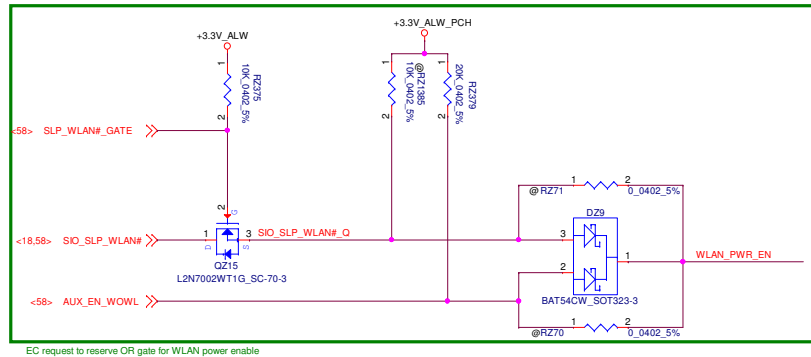 +3.3V_ALW_PCH
+3.3V_ALW
1
RZ375
10K_0402_5%
2
1
@RZ1385
10K_0402_5%
2
1
RZ379
20K_0402_5%
2
<58> SLP_WLAN#_GATE
2
G
<18,58> SIO_SLP_WLAN#
1
D
3
S
SIO_SLP_WLAN#_Q
QZ15
L2N7002WT1G_SC-70-3
<58> AUX_EN_WOWL
1
2
@RZ71
0_0402_5%
DZ9
3
2
1
WLAN_PWR_EN
BAT54CW_SOT323-3
1
2
@RZ70
0_0402_5%
EC request to reserve OR gate for WLAN power enable